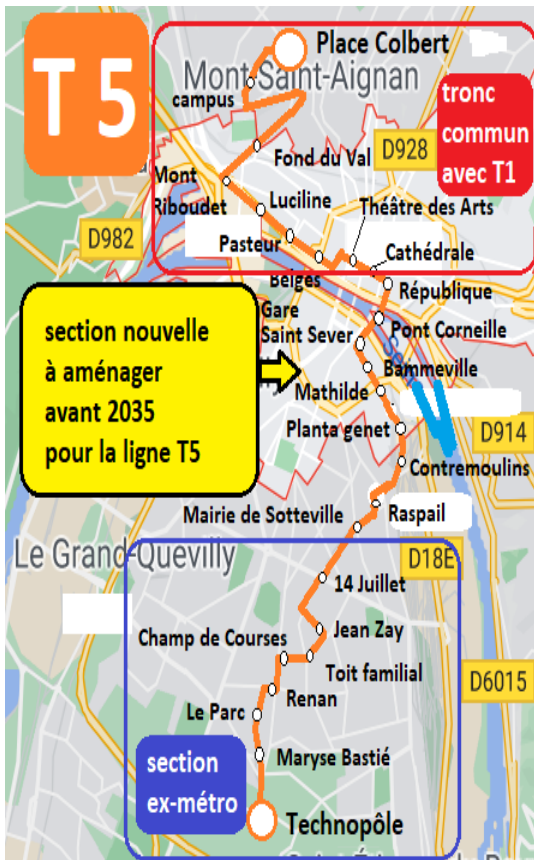 T 5
Place Colbert
Mont-Saint-Aignan
campus
tronc
commun
avec T1
D928
Fond du Val
Mont
Riboudet
Luciline
Théâtre des Arts
D982
Pasteur
Cathédrale
Belges
République
Gare
Saint Sever
Pont Corneille
section nouvelle
à aménager
avant 2035
pour la ligne T5
Bammeville
Mathilde
Planta genet
D914
Contremoulins
Mairie de Sotteville
Raspail
Le Grand-Quevilly
D18E
14 Juillet
Jean Zay
Champ de Courses
Toit familial
D6015
Renan
Le Parc
Maryse Bastié
section
ex-métro
Technopôle